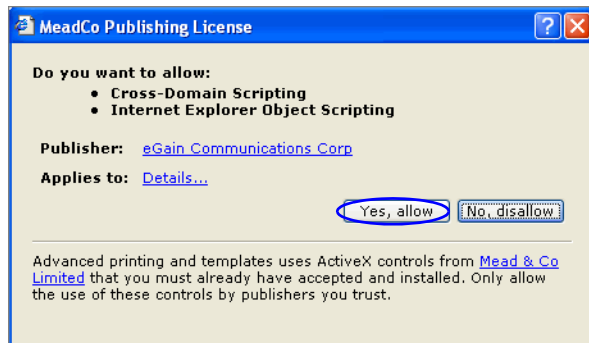 MeadCo Publishing License
Do you want to allow:
• Cross-Domain Scripting
• Internet Explorer Object Scripting
Publisher: eGain Communications Corp
Applies to: Details...
Yes, allow No, disallow
Advanced printing and templates uses ActiveX controls from Mead & Co
Limited that you must already have accepted and installed. Only allow
the use of these controls by publishers you trust.